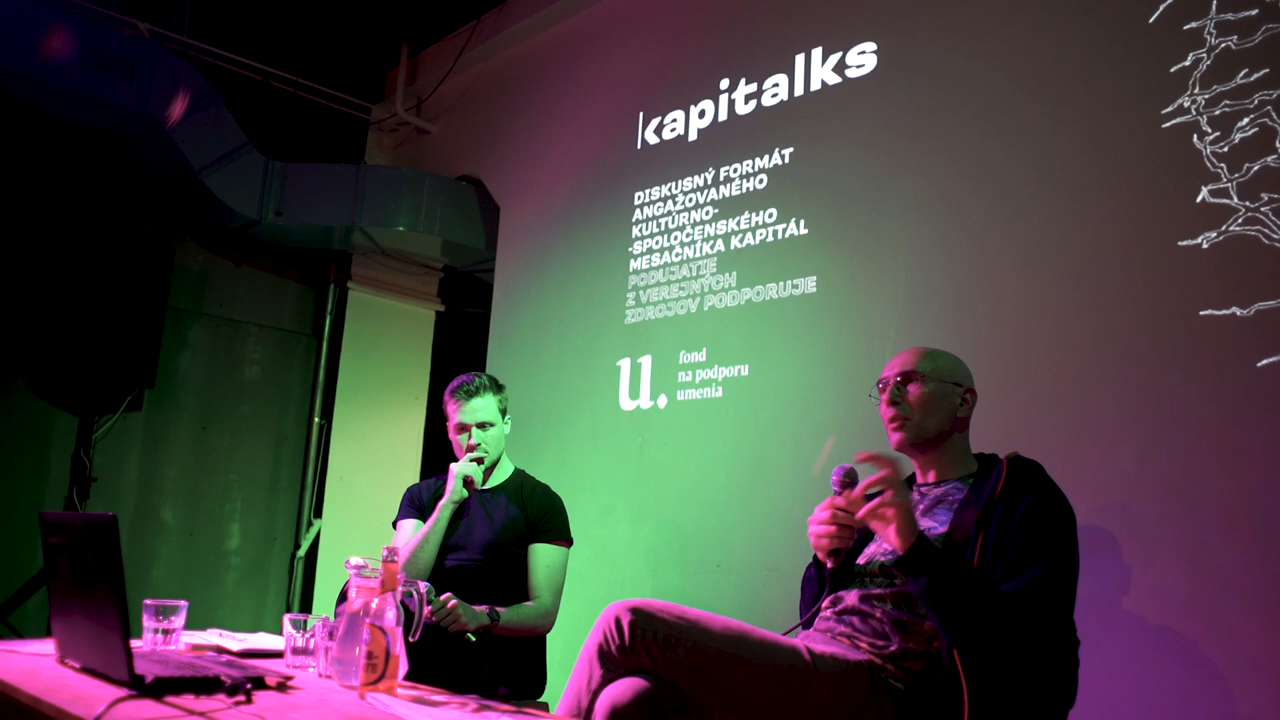 kapitalks
DISKUSNÝ FORMÁT
ANGAŽOVANÉHO
KULTÚRNO-
-SPOLOČENSKÉHO
MESAČNÍKA KAPITÁL
PODUJATIE
Z VEREJNÝCH
ZDROJOV PODPORUJE
u.
fond
na podporu
umenia